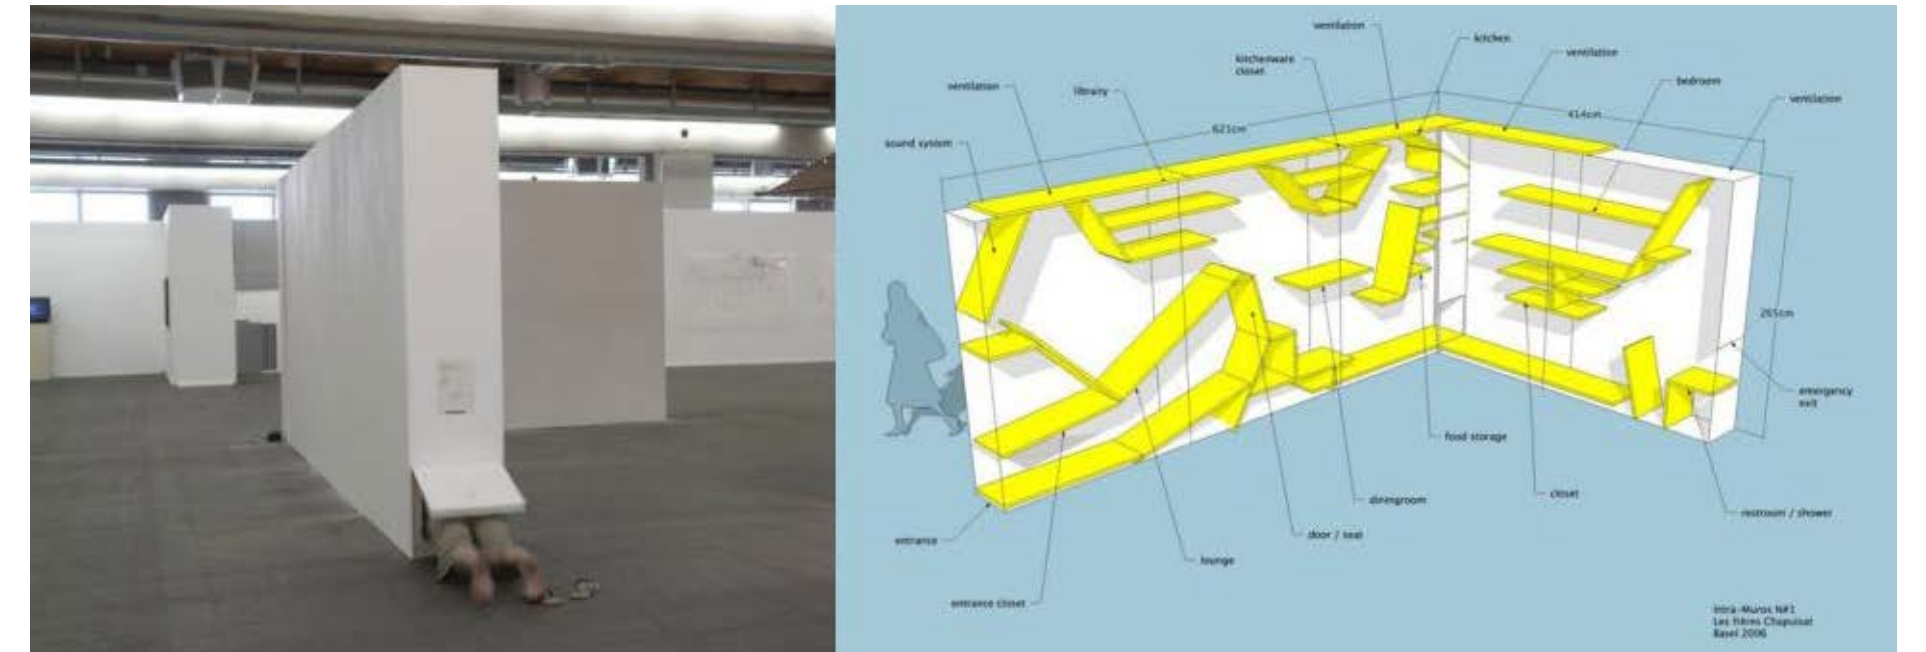 ventilation
kitchen
ventilation
kitchenware
closet
bedroom
ventilation
library
ventilation
621cm
414cm
sound system
265cm
emergency
exit
food storage
closet
diningroom
restroom / shower
door / seat
entrance
lounge
entrance closet
Intra-Muros N#1
Les frères Chapuisat
Basel 2006